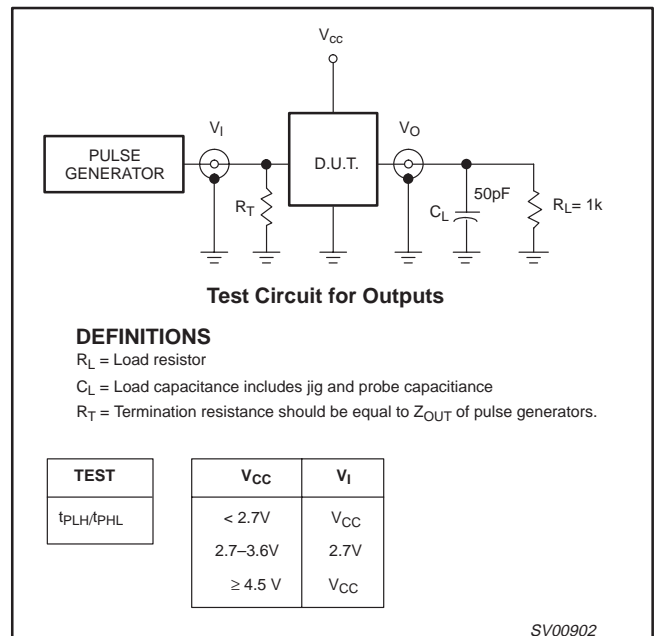 Vcc
PULSE
GENERATOR
VI
D.U.T.
VO
RT
50pF
CL
RL= 1k
Test Circuit for Outputs
DEFINITIONS
RL = Load resistor
CL = Load capacitance includes jig and probe capacitiance
RT = Termination resistance should be equal to ZOUT of pulse generators.
TEST
tPLH/tPHL
VCC VI
< 2.7V VCC
2.7–3.6V 2.7V
≥ 4.5 V VCC
SV00902